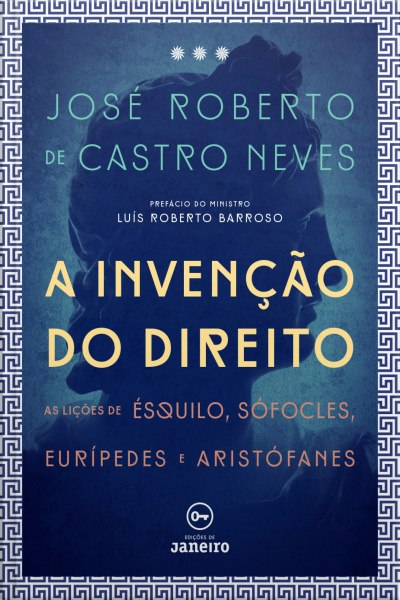 JOSÉ ROBERTO
DE CASTRO NEVES
PREFÁCIO DO MINISTRO
LUÍS ROBERTO BARROSO
A INVENÇÃO
DO DIREITO
AS LIÇÕES DE ÉSQUILO, SÓFOCLES,
EURÍPEDES E ARISTÓFANES
EDIÇÕES DE
JANEIRO